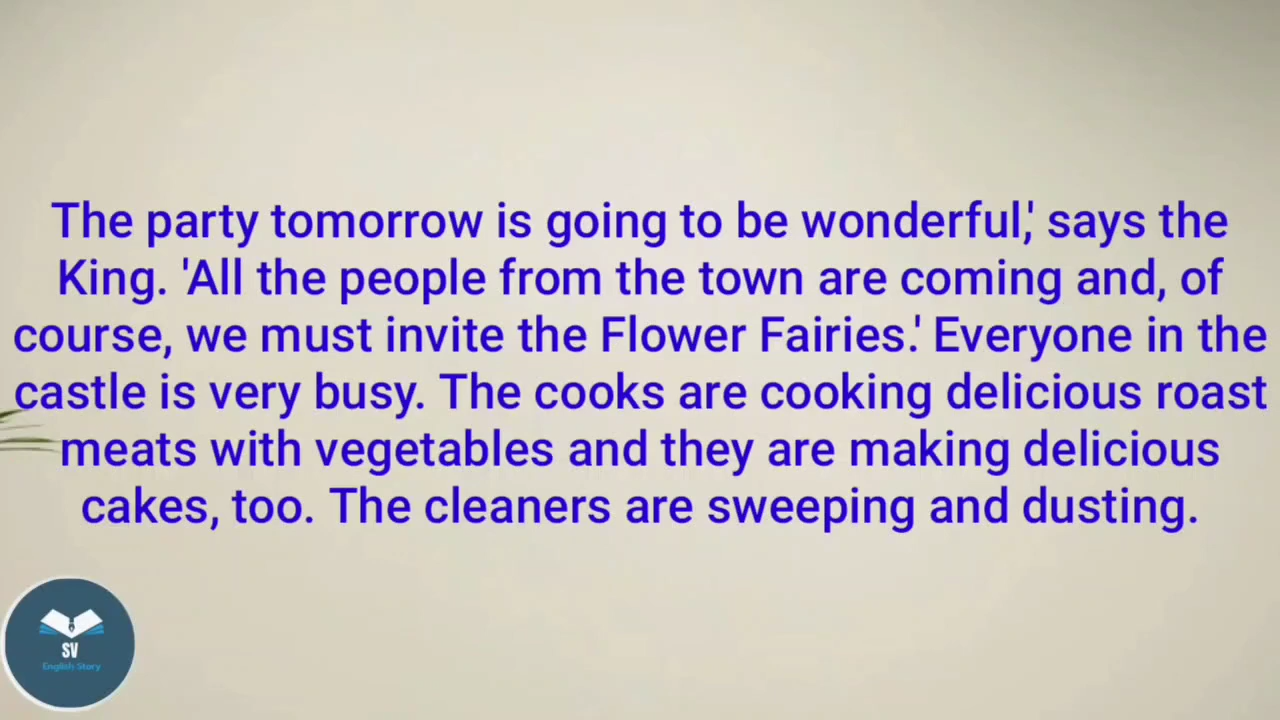 The party tomorrow is going to be wonderful,' says the
King. 'All the people from the town are coming and, of
course, we must invite the Flower Fairies.' Everyone in the
castle is very busy. The cooks are cooking delicious roast
meats with vegetables and they are making delicious
cakes, too. The cleaners are sweeping and dusting.
SV
English Story